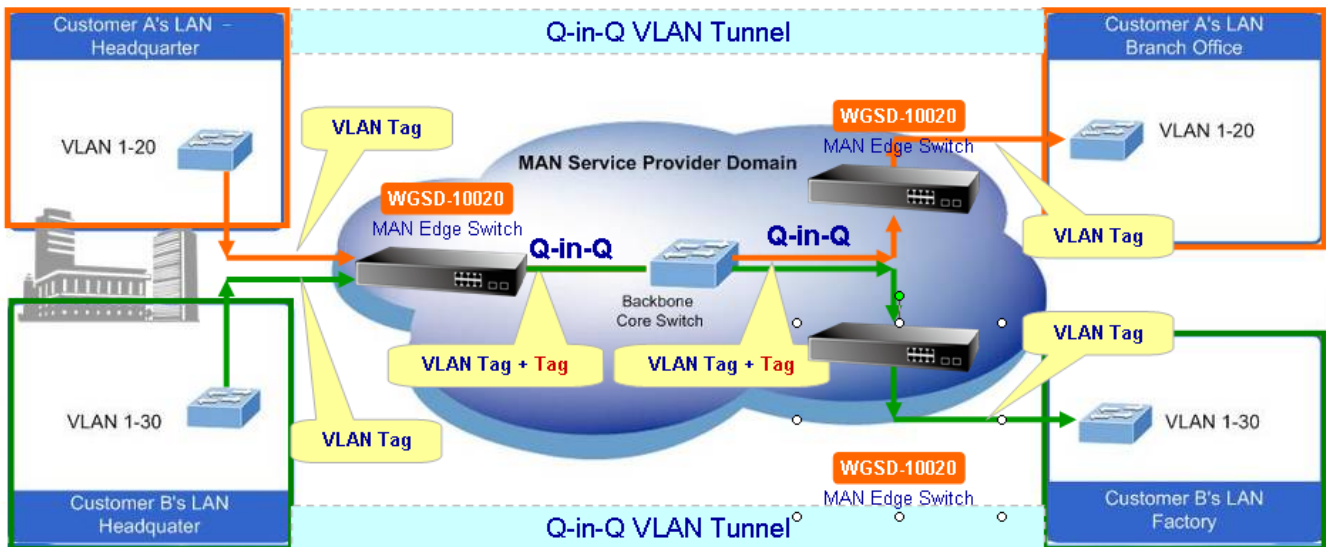 Customer A's LAN –
Headquarter
Q-in-Q VLAN Tunnel
Customer A's LAN
Branch Office
VLAN 1-20
VLAN Tag
WGSD-10020
MAN Edge Switch
VLAN 1-20
MAN Service Provider Domain
WGSD-10020
MAN Edge Switch
Q-in-Q
Q-in-Q
VLAN Tag
Backbone
Core Switch
VLAN Tag + Tag
VLAN Tag + Tag
VLAN Tag
VLAN 1-30
VLAN Tag
VLAN 1-30
WGSD-10020
MAN Edge Switch
Customer B's LAN
Headquater
Q-in-Q VLAN Tunnel
Customer B's LAN
Factory